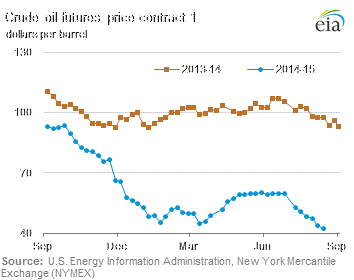 Crude oil futures price contract 1
dollars per barrel
eia
130
2013-14 2014-15
100
70
40
Sep Dec Mar Jun Sep
Source: U.S. Energy Information Administration, New York Mercantile
Exchange (NYMEX)